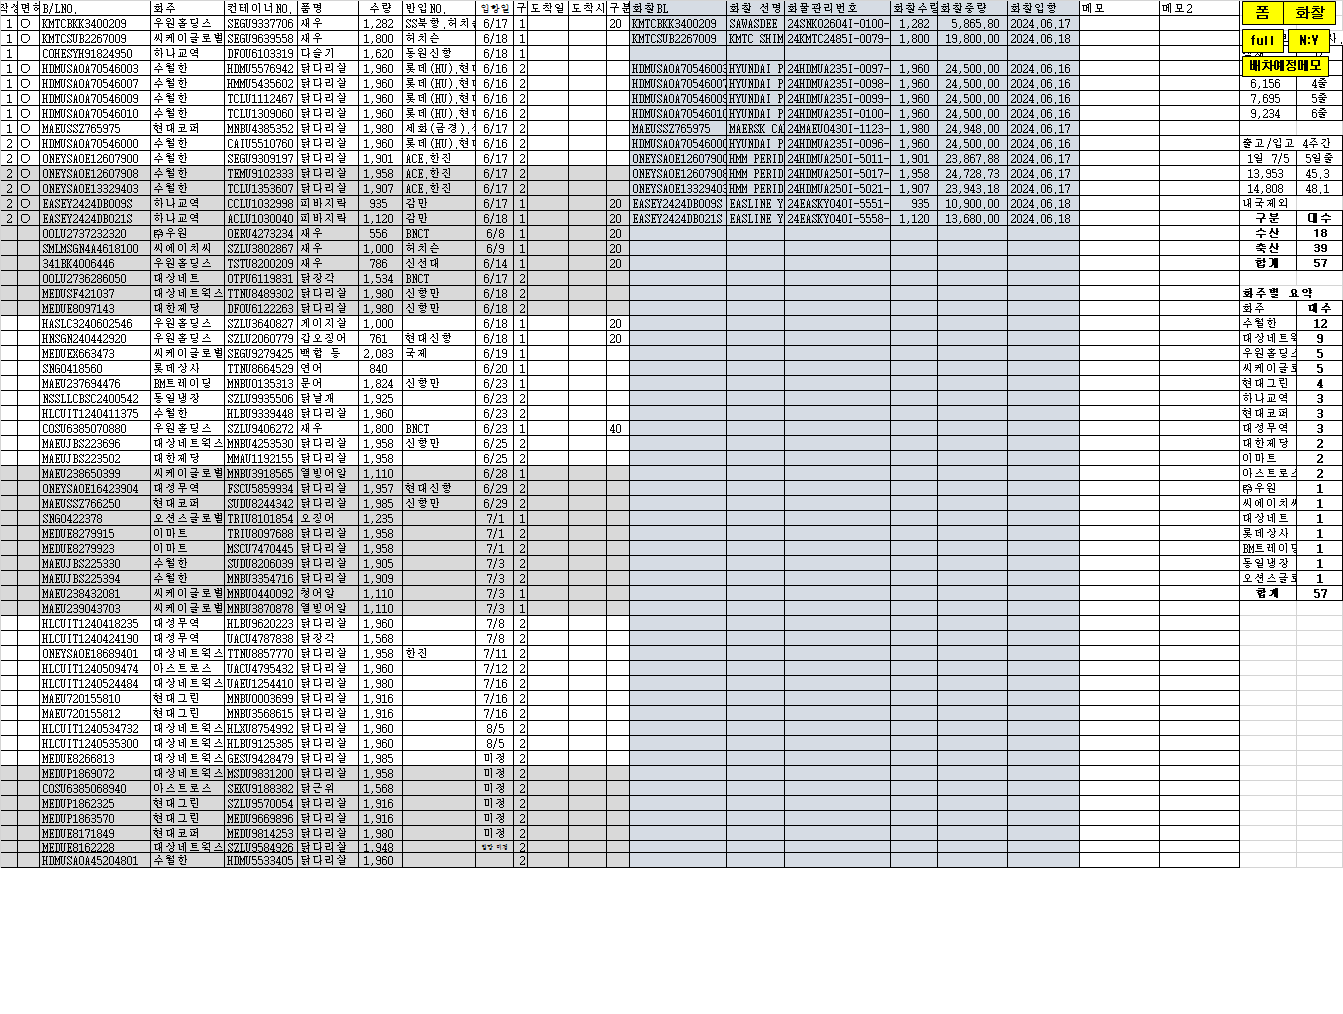 작성 면허 B/LNO. 화주 컨테이너NO. 품명 수량 반입NO. 입항일 구 도착일 도착시 구분 화찰BL 화찰 선명 화물관리번호 화찰수량 화찰중량 화찰입항 메모 메모2 폼 화찰
1 O KMTCBKK3400209 우원홀딩스 SEGU9337706 새우 1,282 SS북항,허치슨 6/17 1 20 KMTCBKK3400209 SAWASDEE 24SNKO2604I-0100- 1,282 5,865.80 2024.06.17
1 O KMTCSUB2267009 씨케이글로벌 SEGU9639558 새우 1,800 허치슨 6/18 1 KMTCSUB2267009 KMTC SHIM 24KMTC2485I-0079- 1,800 19,800.00 2024.06.18 full N:Y
1 COHESYH91824950 하나교역 DFOU6103319 다슬기 1,620 동원신항 6/18 1
1 O HDMUSAOA70546003 수월한 HDMU5576942 닭다리살 1,960 롯데(HU),현대 6/16 2 HDMUSAOA70546003 HYUNDAI P 24HDMUA235I-0097- 1,960 24,500.00 2024.06.16 배차예정메모
1 O HDMUSAOA70546007 수월한 HMMU5435602 닭다리살 1,960 롯데(HU),현대 6/16 2 HDMUSAOA70546007 HYUNDAI P 24HDMUA235I-0098- 1,960 24,500.00 2024.06.16 6,156 4줄
1 O HDMUSAOA70546009 수월한 TCLU1112467 닭다리살 1,960 롯데(HU),현대 6/16 2 HDMUSAOA70546009 HYUNDAI P 24HDMUA235I-0099- 1,960 24,500.00 2024.06.16 7,695 5줄
1 O HDMUSAOA70546010 수월한 TCLU1309060 닭다리살 1,960 롯데(HU),현대 6/16 2 HDMUSAOA70546010 HYUNDAI P 24HDMUA235I-0100- 1,960 24,500.00 2024.06.16 9,234 6줄
1 O MAEUSSZ765975 현대코퍼 MNBU4385352 닭다리살 1,980 제화(금경), 6/17 2 MAEUSSZ765975 MAERSK CA 24MAEU0430I-1123- 1,980 24,948.00 2024.06.17
2 O HDMUSAOA70546000 수월한 CAIU5510760 닭다리살 1,960 롯데(HU),현대 6/16 2 HDMUSAOA70546000 HYUNDAI P 24HDMUA235I-0096- 1,960 24,500.00 2024.06.16 출고/입고 4주간
2 O ONEYSAOE12607900 수월한 SEGU9309197 닭다리살 1,901 ACE,한진 6/17 2 ONEYSAOE12607900 HMM PERID 24HDMUA250I-5011- 1,901 23,867.88 2024.06.17 1일 7/5 5일줄
2 O ONEYSAOE12607908 수월한 TEMU9102333 닭다리살 1,958 ACE,한진 6/17 2 ONEYSAOE12607908 HMM PERID 24HDMUA250I-5017- 1,958 24,728.73 2024.06.17 13,953 45.3
2 O ONEYSAOE13329403 수월한 TCLU1353607 닭다리살 1,907 ACE,한진 6/17 2 ONEYSAOE13329403 HMM PERID 24HDMUA250I-5021- 1,907 23,943.18 2024.06.17 14,808 48.1
2 O EASEY2424DB009S 하나교역 CCLU1032998 피바지락 935 감만 6/17 1 20 EASEY2424DB009S EASLINE Y 24EASKY040I-5551- 935 10,900.00 2024.06.18 내국제외
2 O EASEY2424DB021S 하나교역 ACLU1030040 피바지락 1,120 감만 6/18 1 20 EASEY2424DB021S EASLINE Y 24EASKY040I-5558- 1,120 13,680.00 2024.06.18 구분 대수
OOLU2737232320 ㈜우원 OERU4273234 새우 556 BNCT 6/8 1 20 수산 18
SMLMSGN4A4618100 씨에이치씨 SZLU3802867 새우 1,000 허치슨 6/9 1 20 축산 39
341BK4006446 우원홀딩스 TSTU8200209 새우 786 신선대 6/14 1 20 합계 57
OOLU2736286050 대상네트 OTPU6119831 닭장각 1,534 BNCT 6/17 2
MEDUSF421037 대상네트웍스 TTNU8489302 닭다리살 1,980 신항만 6/18 2 화주별 요약
MEDUE8097143 대한제당 DFOU6122263 닭다리살 1,980 신항만 6/18 2 화주 대수
HASLC3240602546 우원홀딩스 SZLU3640827 게이지살 1,000 6/18 1 20 수월한 12
HNSGN240442920 우원홀딩스 SZLU2060779 갑오징어 761 현대신항 6/18 1 20 대상네트웍 9
MEDUEX663473 씨케이글로벌 SEGU9279425 백합 등 2,083 국제 6/19 1 우원홀딩스 5
SNGO418560 롯데상사 TTNU8664529 연어 840 6/20 1 씨케이글로 5
MAEU237694476 BM트레이딩 MNBU0135313 문어 1,824 신항만 6/23 1 현대그린 4
NSSLLCBSC2400542 동일냉장 SZLU9935506 닭날개 1,925 6/23 2 하나교역 3
HLCUIT1240411375 수월한 HLBU9339448 닭다리살 1,960 6/23 2 현대코퍼 3
COSU6385070880 우원홀딩스 SZLU9406272 새우 1,800 BNCT 6/23 1 40 대성무역 3
MAEUJBS223696 대상네트웍스 MNBU4253530 닭다리살 1,958 신항만 6/25 2 대한제당 2
MAEUJBS223502 대한제당 MMAU1192155 닭다리살 1,958 6/25 2 이마트 2
MAEU238650399 씨케이글로벌 MNBU3918565 열빙어알 1,110 6/28 1 아스트로스 2
ONEYSAOE16423904 대성무역 FSCU5859934 닭다리살 1,957 현대신항 6/29 2 ㈜우원 1
MAEUSSZ766250 현대코퍼 SUDU8244342 닭다리살 1,985 신항만 6/29 2 씨에이치씨 1
SNGO422378 오션스글로벌 TRIU8101854 오징어 1,235 7/1 1 대상네트 1
MEDUE8279915 이마트 TRIU8097688 닭다리살 1,958 7/1 2 롯데상사 1
MEDUE8279923 이마트 MSCU7470445 닭다리살 1,958 7/1 2 BM트레이딩 1
MAEUJBS225330 수월한 SUDU8206039 닭다리살 1,905 7/3 2 동일냉장 1
MAEUJBS225394 수월한 MNBU3354716 닭다리살 1,909 7/3 2 오션스글로 1
MAEU238432081 씨케이글로벌 MNBU0440092 청어알 1,110 7/3 1 합계 57
MAEU239043703 씨케이글로벌 MNBU3870878 열빙어알 1,110 7/3 1
HLCUIT1240418235 대성무역 HLBU9620223 닭다리살 1,960 7/8 2
HLCUIT1240424190 대성무역 UACU4787838 닭장각 1,568 7/8 2
ONEYSAOE18689401 대상네트웍스 TTNU8857770 닭다리살 1,958 한진 7/11 2
HLCUIT1240509474 아스트로스 UACU4795432 닭다리살 1,960 7/12 2
HLCUIT1240524484 대상네트웍스 UAEU1254410 닭다리살 1,980 7/16 2
MAEU720155810 현대그린 MNBU0003699 닭다리살 1,916 7/16 2
MAEU720155812 현대그린 MNBU3568615 닭다리살 1,916 7/16 2
HLCUIT1240534732 대상네트웍스 HLXU8754992 닭다리살 1,960 8/5 2
HLCUIT1240535300 대상네트웍스 HLBU9125385 닭다리살 1,960 8/5 2
MEDUE8266813 대상네트웍스 GESU9428479 닭다리살 1,985 미정 2
MEDUP1869072 대상네트웍스 MSDU9831200 닭다리살 1,958 미정 2
COSU6385068940 아스트로스 SEKU9188382 닭근위 1,568 미정 2
MEDUP1862325 현대그린 SZLU9570054 닭다리살 1,916 미정 2
MEDUP1863570 현대그린 MEDU9669896 닭다리살 1,916 미정 2
MEDUE8171849 현대코퍼 MEDU9814253 닭다리살 1,980 미정 2
MEDUE8162228 대상네트웍스 SZLU9584926 닭다리살 1,948 2
HDMUSAOA45204801 수월한 HDMU5533405 닭다리살 1,960 2